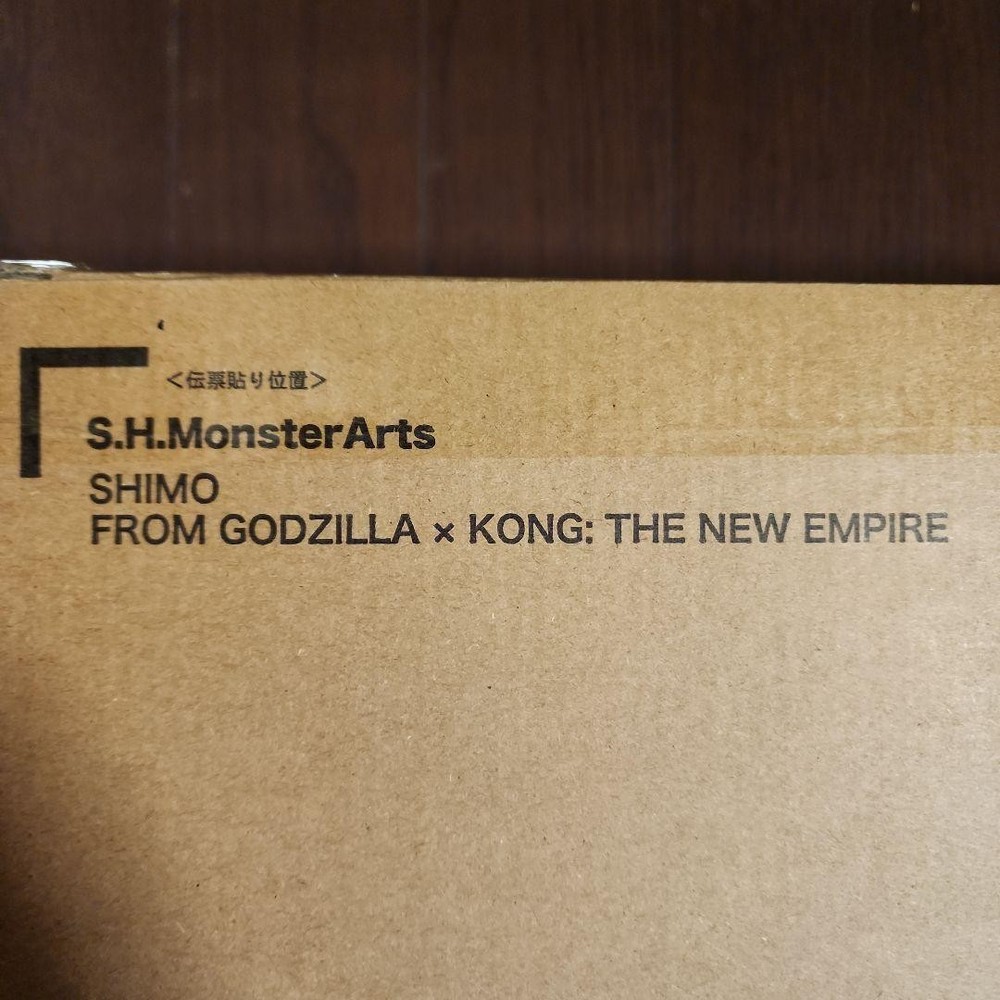 <伝票貼り位置>
S.H.MonsterArts
SHIMO
FROM GODZILLA × KONG: THE NEW EMPIRE